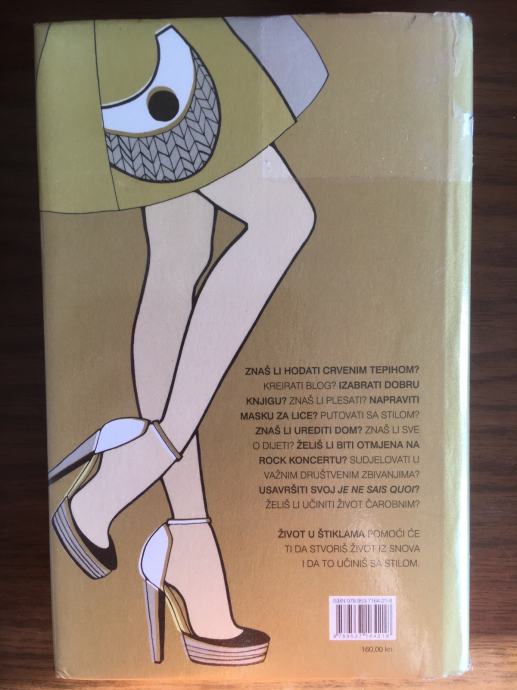 ZNAŠ LI HODATI CRVENIM TEPIHOM?
KREIRATI BLOG? IZABRATI DOBRU
KNJIGU? ZNAŠ LI PLESATI? NAPRAVITI
MASKU ZA LICE? PUTOVATI SA STILOM?
ZNAŠ LI UREDITI DOM? ZNAŠ LI SVE
O DIJETI? ŽELIŠ LI BITI OTMJENA NA
ROCK KONCERTU? SUDJELOVATI U
VAŽNIM DRUŠTVENIM ZBIVANJIMA?
USAVRŠITI SVOJ JE NE SAIS QUOI?
ŽELIŠ LI UČINITI ŽIVOT ČAROBNIM?
ŽIVOT U ŠTIKLAMA POMOĆI ĆE
TI DA STVORIŠ ŽIVOT IZ SNOVA
I DA TO UČINIŠ SA STILOM.
160,00 kn